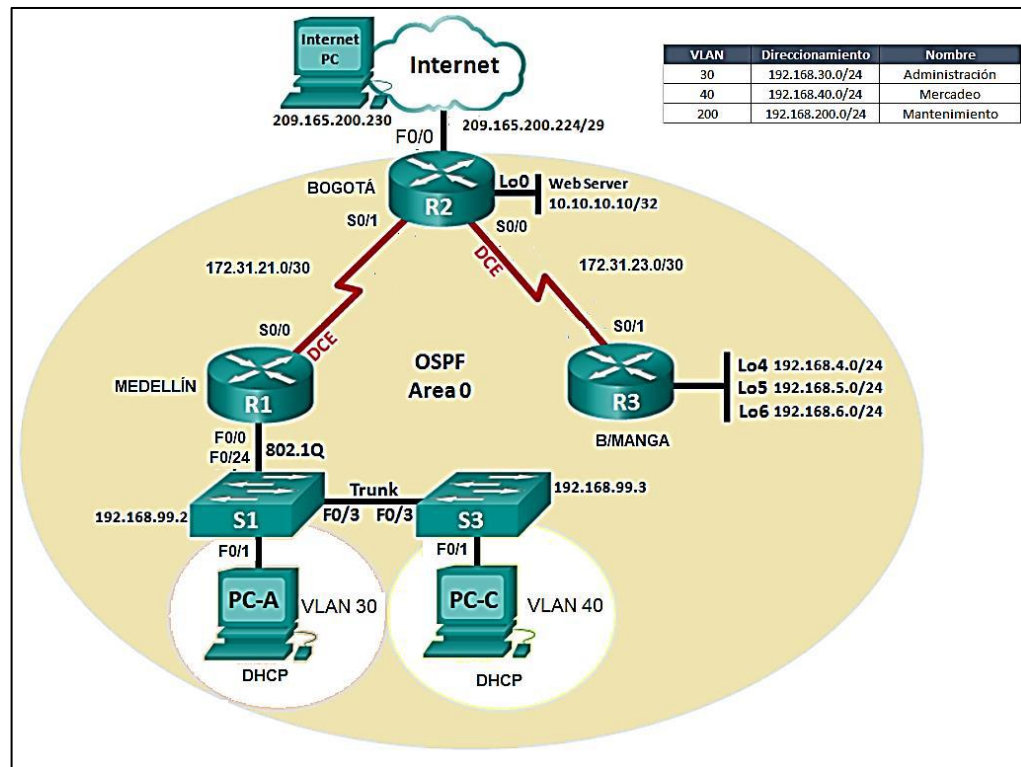 Internet
PC
Internet
209.165.200.230
209.165.200.224/29
F0/0
VLAN Direccionamiento Nombre
30 192.168.30.0/24 Administración
40 192.168.40.0/24 Mercadeo
200 192.168.200.0/24 Mantenimiento
BOGOTÁ
R2
Lo0
Web Server
10.10.10.10/32
S0/1
S0/0
DCE
172.31.21.0/30
172.31.23.0/30
S0/0
DCE
S0/1
MEDELLÍN
R1
OSPF
Area 0
R3
B/MANGA
Lo4 192.168.4.0/24
Lo5 192.168.5.0/24
Lo6 192.168.6.0/24
F0/0
F0/24
802.1Q
192.168.99.2
S1
Trunk
F0/3 F0/3
S3
192.168.99.3
F0/1
F0/1
PC-A
VLAN 30
PC-C
VLAN 40
DHCP
DHCP